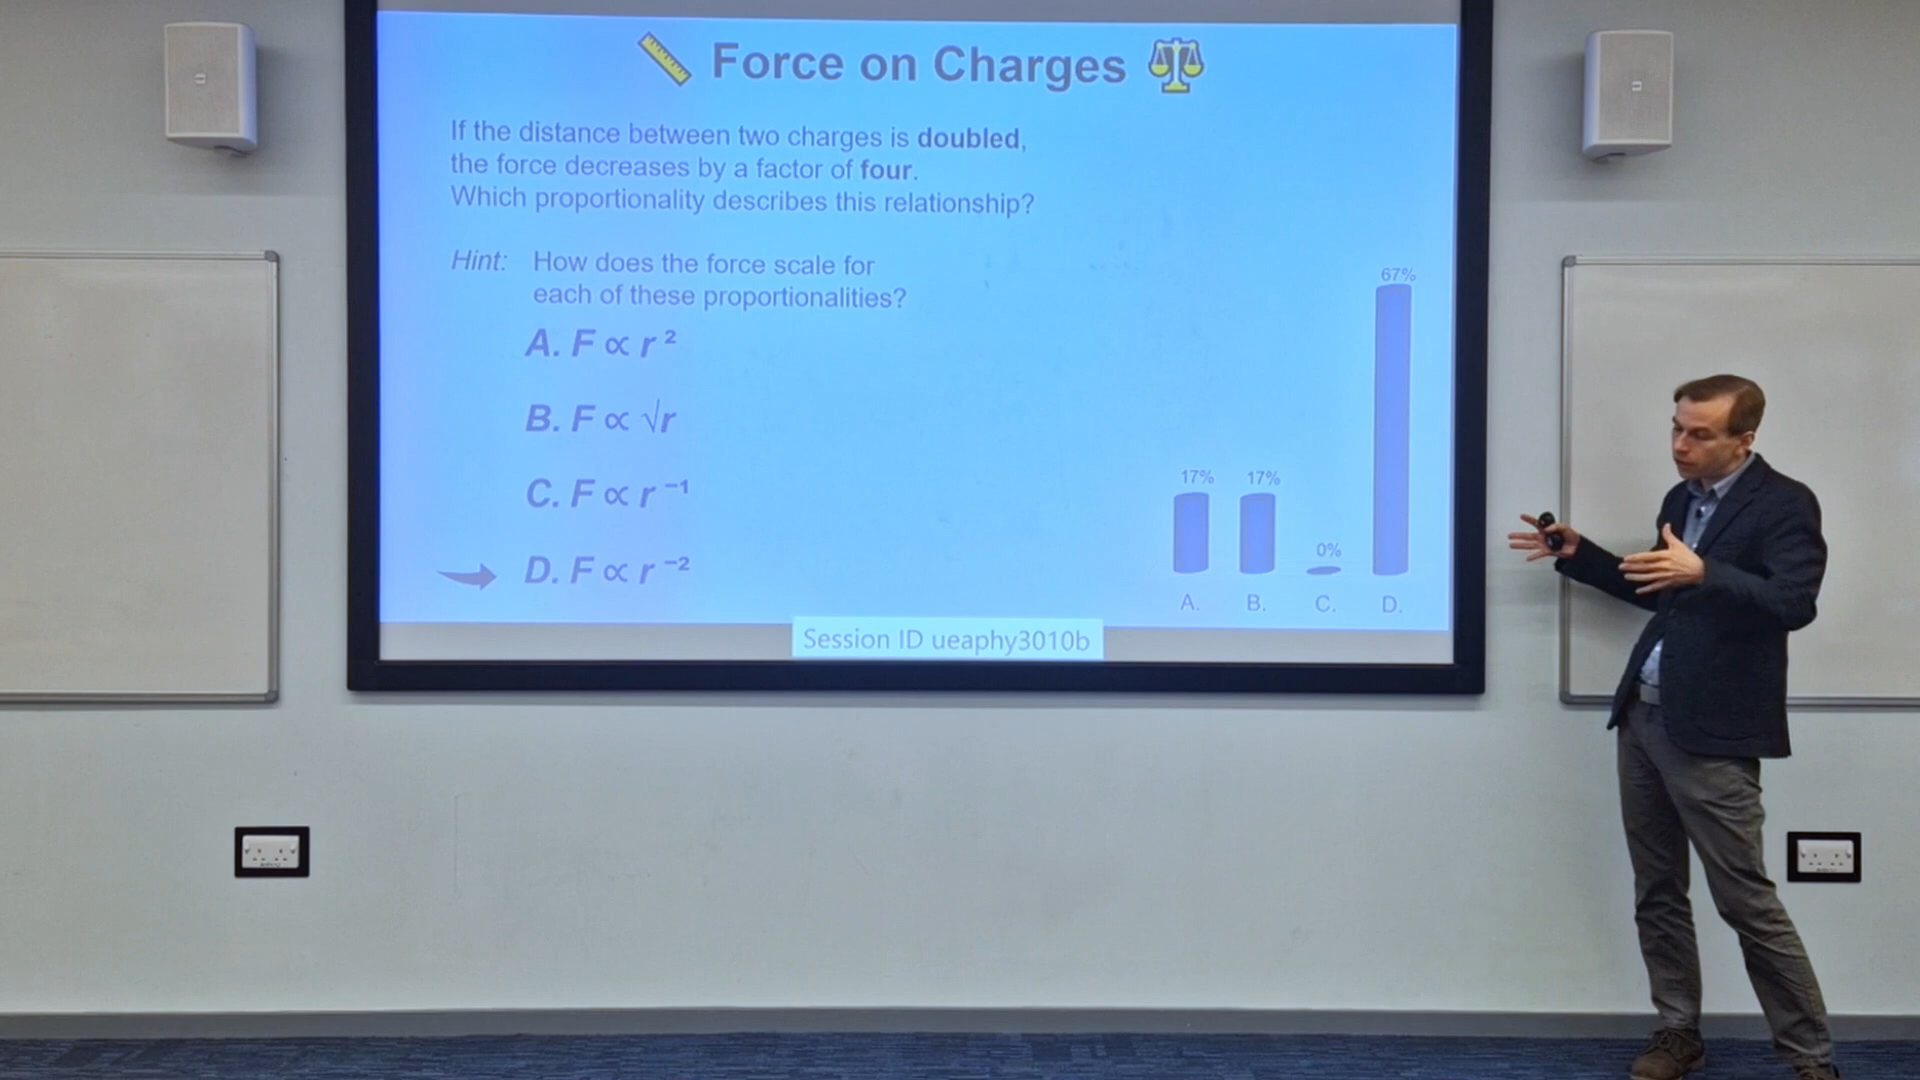 Force on Charges
If the distance between two charges is doubled,
the force decreases by a factor of four.
Which proportionality describes this relationship?
Hint: How does the force scale for
each of these proportionalities?
A. F ∝ r ²
B. F ∝ √r
C. F ∝ r ⁻¹
D. F ∝ r ⁻²
67%
17% 17%
0%
A. B. C. D.
Session ID ueaphy3010b